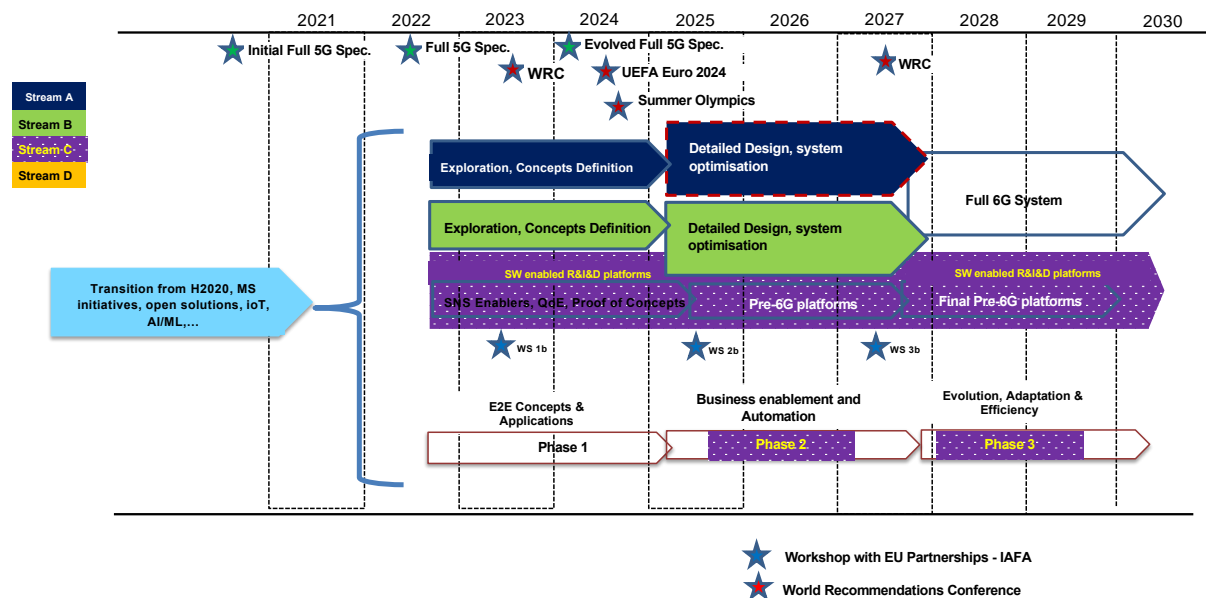 2021 2022 2023 2024 2025 2026 2027 2028 2029 2030
Initial Full 5G Spec.
Full 5G Spec.
Evolved Full 5G Spec.
WRC
UEFA Euro 2024
WRC
Summer Olympics
Stream A
Stream B
Stream C
Stream D
Exploration, Concepts Definition
Detailed Design, system
optimisation
Full 6G System
Exploration, Concepts Definition
Detailed Design, system
optimisation
SW enabled R&I&D platforms
SW enabled R&I&D platforms
SNS Enablers, QoE, Proof of Concepts
Pre-6G platforms
Final Pre-6G platforms
Transition from H2020, MS
initiatives, open solutions, ioT,
AI/ML,...
WS 1b
WS 2b
WS 3b
E2E Concepts &
Applications
Business enablement and
Automation
Evolution, Adaptation &
Efficiency
Phase 1
Phase 2
Phase 3
Workshop with EU Partnerships - IAFA
World Recommendations Conference